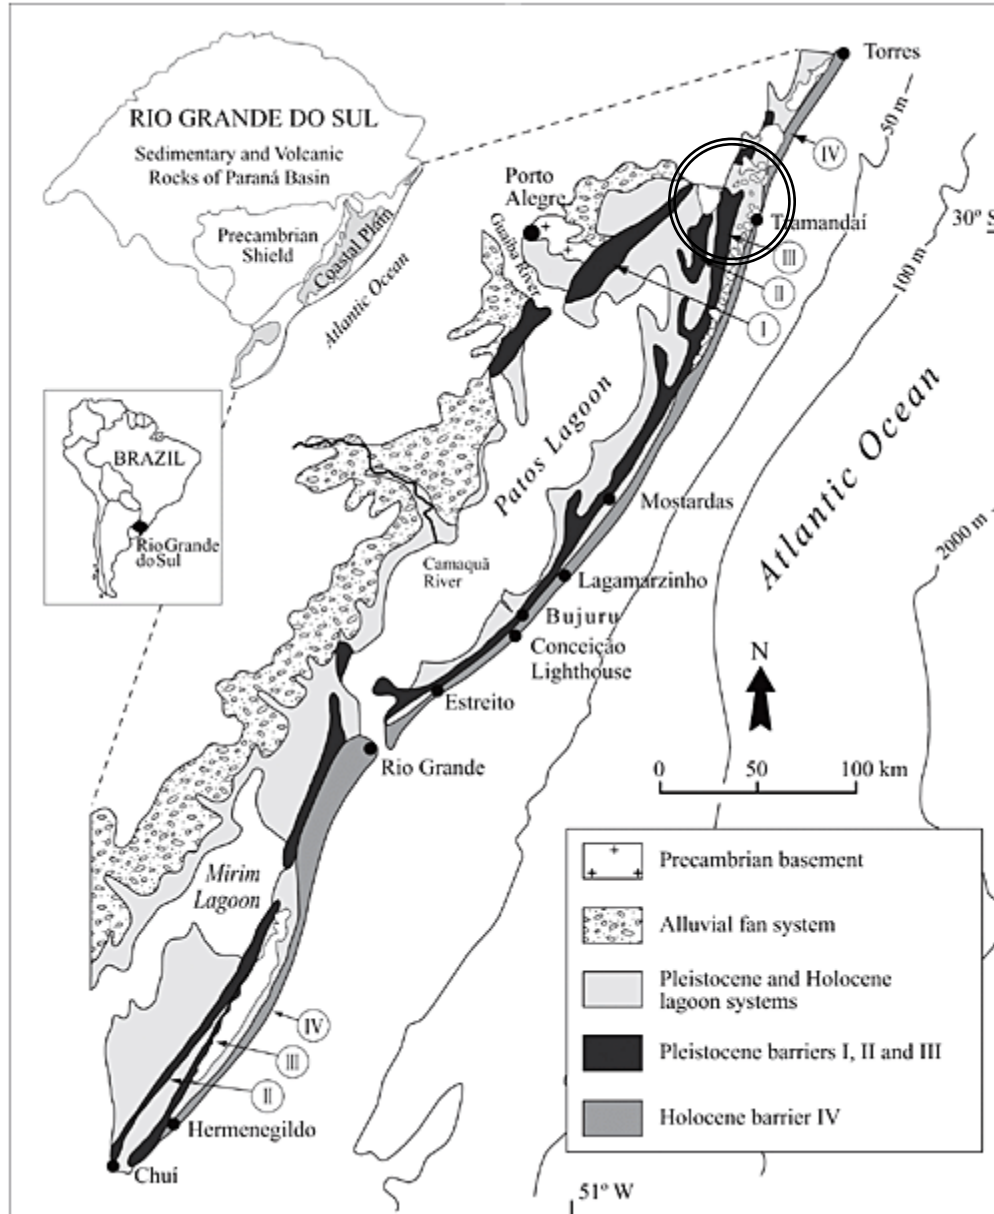 RIO GRANDE DO SUL
Sedimentary and Volcanic
Rocks of Paraná Basin
Precambrian
Shield
Coastal Plain
Atlantic Ocean
BRAZIL
Rio Grande
do Sul
Torres
50 m
IV
Porto
Alegre
Guaíba River
Tramandaí
30º S
III
II
I
100 m
Patos Lagoon
Atlantic Ocean
Mostardas
2000 m
Camaquã
River
Lagamarzinho
Bujuru
Conceição
Lighthouse
Estreito
N
Rio Grande
0 50 100 km
Mirim
Lagoon
IV
III
II
Hermenegildo
Chuí
Precambrian basement
Alluvial fan system
Pleistocene and Holocene
lagoon systems
Pleistocene barriers I, II and III
Holocene barrier IV
51º W